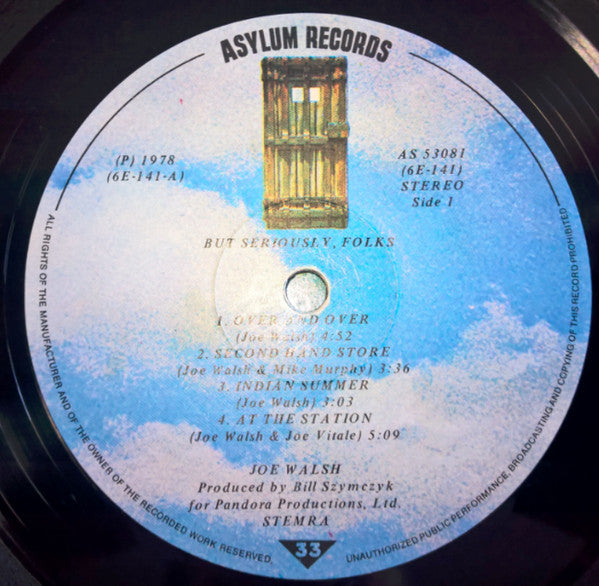 ASYLUM RECORDS
(P) 1978
(6E-141-A)
AS 53081
(6E-141)
STEREO
Side 1
BUT SERIOUSLY, FOLKS
1. OVER AND OVER
(Joe Walsh) 4:52
2. SECOND HAND STORE
(Joe Walsh & Mike Murphy) 3:36
3. INDIAN SUMMER
(Joe Walsh) 3:03
4. AT THE STATION
(Joe Walsh & Joe Vitale) 5:09
JOE WALSH
Produced by Bill Szymczyk
for Pandora Productions, Ltd.
STEMRA
33
ALL RIGHTS OF THE MANUFACTURER AND OF THE OWNER OF THE RECORDED WORK RESERVED
UNAUTHORIZED PUBLIC PERFORMANCE, BROADCASTING AND COPYING OF THIS RECORD PROHIBITED